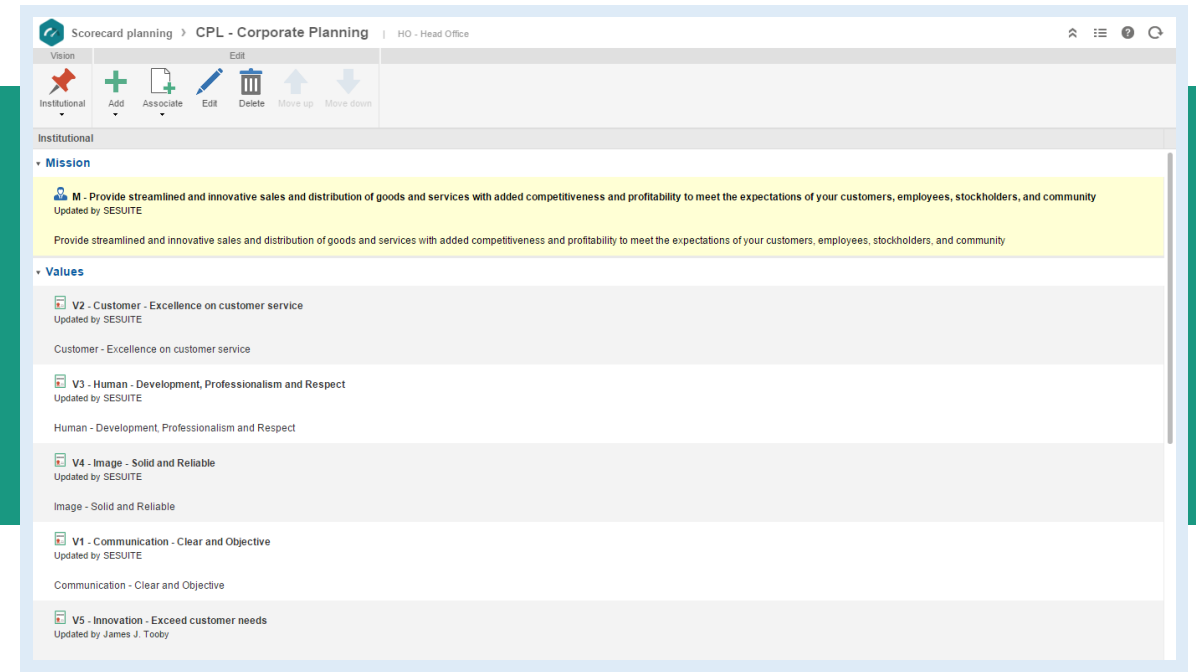 Scorecard planning > CPL - Corporate Planning | HO - Head Office
Vision Edit
Institutional Add Associate Edit Delete Move up Move down
Institutional
Mission
M - Provide streamlined and innovative sales and distribution of goods and services with added competitiveness and profitability to meet the expectations of your customers, employees, stockholders, and community
Updated by SESUITE
Provide streamlined and innovative sales and distribution of goods and services with added competitiveness and profitability to meet the expectations of your customers, employees, stockholders, and community
Values
V2 - Customer - Excellence on customer service
Updated by SESUITE
Customer - Excellence on customer service
V3 - Human - Development, Professionalism and Respect
Updated by SESUITE
Human - Development, Professionalism and Respect
V4 - Image - Solid and Reliable
Updated by SESUITE
Image - Solid and Reliable
V1 - Communication - Clear and Objective
Updated by SESUITE
Communication - Clear and Objective
V5 - Innovation - Exceed customer needs
Updated by James J. Tooby